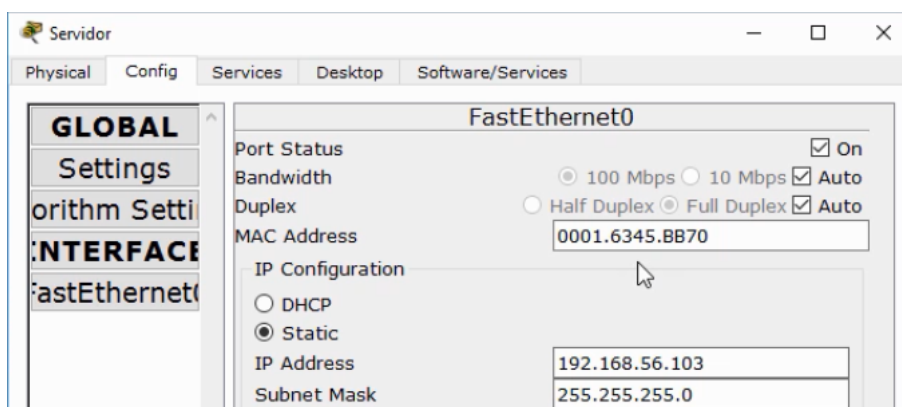 Servidor
Physical Config Services Desktop Software/Services
GLOBAL
Settings
orithm Setti
INTERFACE
FastEthernet0
FastEthernet0
Port Status On
Bandwidth 100 Mbps 10 Mbps Auto
Duplex Half Duplex Full Duplex Auto
MAC Address 0001.6345.BB70
IP Configuration
DHCP
Static
IP Address 192.168.56.103
Subnet Mask 255.255.255.0